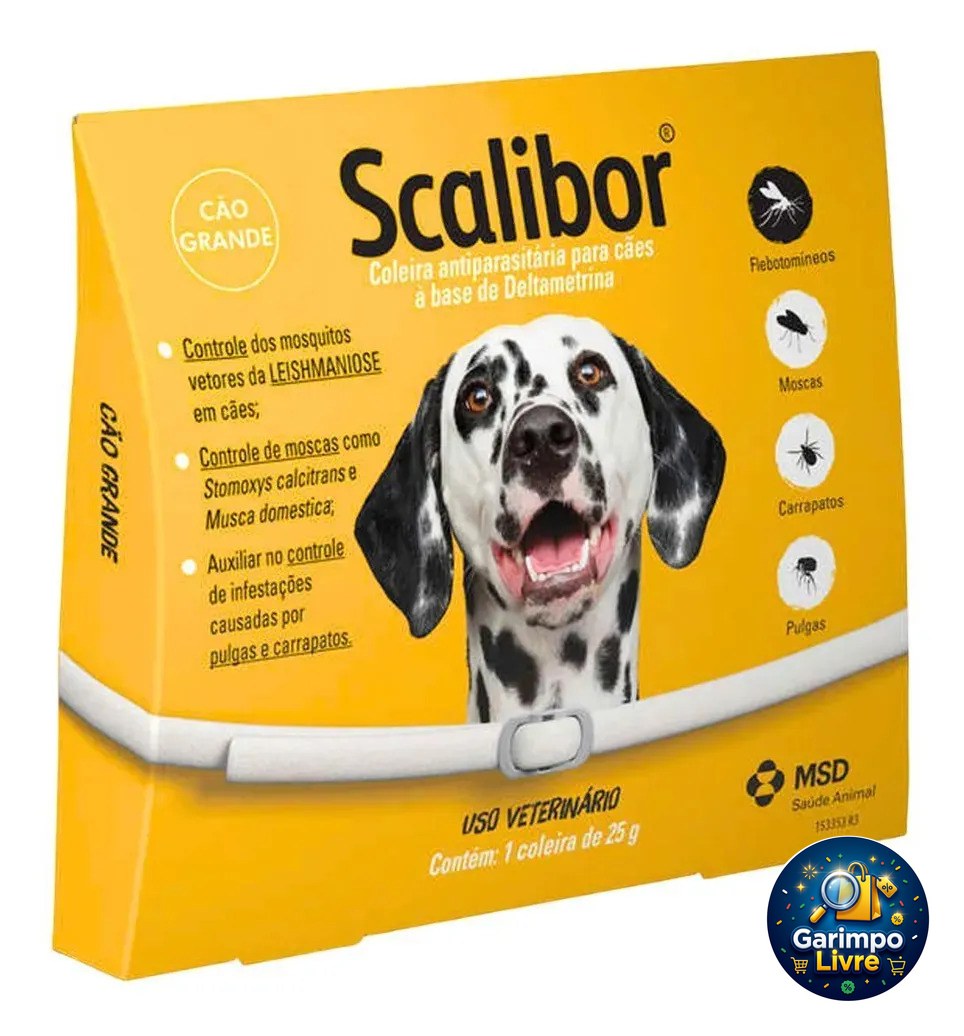 CÃO
GRANDE
Scalibor®
Coleira antiparasitária para cães
à base de Deltametrina
Controle dos mosquitos
vetores da LEISHMANIOSE
em cães;
Controle de moscas como
Stomoxys calcitrans e
Musca domestica;
Auxiliar no controle
de infestações
causadas por
pulgas e carrapatos.
Flebotomíneos
Moscas
Carrapatos
Pulgas
CÃO GRANDE
USO VETERINÁRIO
Contém: 1 coleira de 25 g
MSD
Saúde Animal
153353 R3
Garimpo
Livre